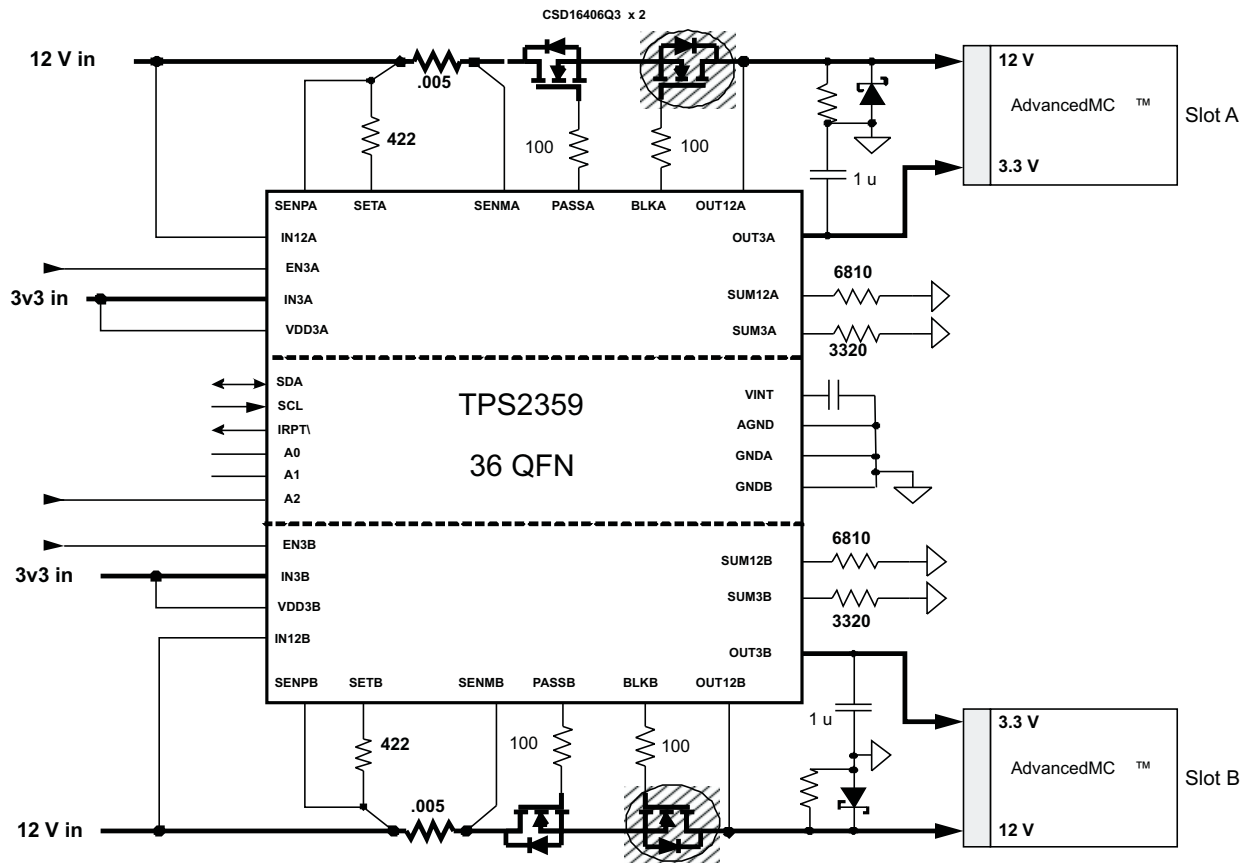 CSD16406Q3 x 2
12 V in
.005
422
100
100
1 u
12 V
AdvancedMC ™
3.3 V
Slot A
SENPA
SETA
SENMA
PASSA
BLKA
OUT12A
IN12A
OUT3A
EN3A
3v3 in
IN3A
SUM12A
6810
VDD3A
SUM3A
3320
SDA
SCL
IRPT\
A0
A1
A2
TPS2359
36 QFN
VINT
AGND
GNDA
GNDB
EN3B
3v3 in
IN3B
SUM12B
6810
VDD3B
SUM3B
3320
IN12B
OUT3B
SENPB
SETB
SENMB
PASSB
BLKB
OUT12B
422
100
100
1 u
3.3 V
AdvancedMC ™
12 V
Slot B
.005
12 V in